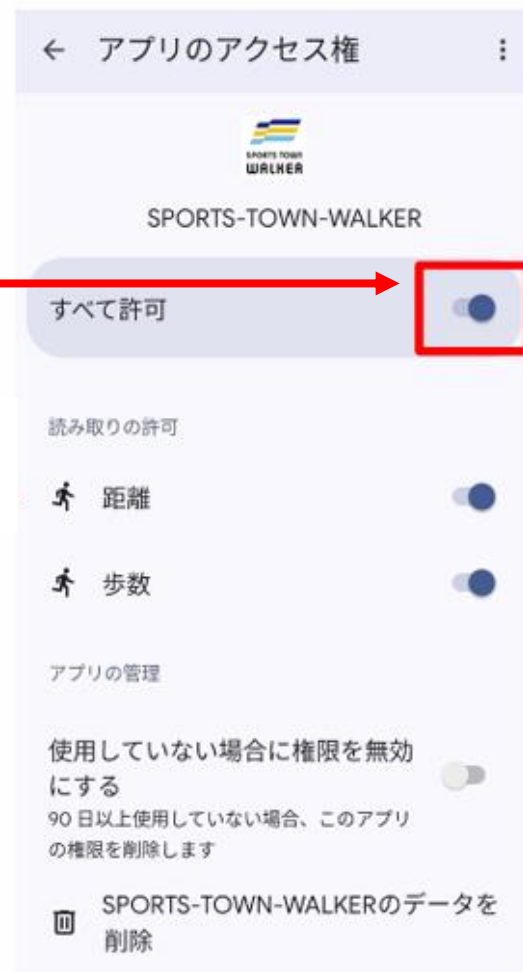 アプリのアクセス権
SPORTS TOWN
WALKER
SPORTS-TOWN-WALKER
すべて許可
読み取りの許可
距離
歩数
アプリの管理
使用していない場合に権限を無効
にする
90 日以上使用していない場合、このアプリ
の権限を削除します
SPORTS-TOWN-WALKERのデータを
削除